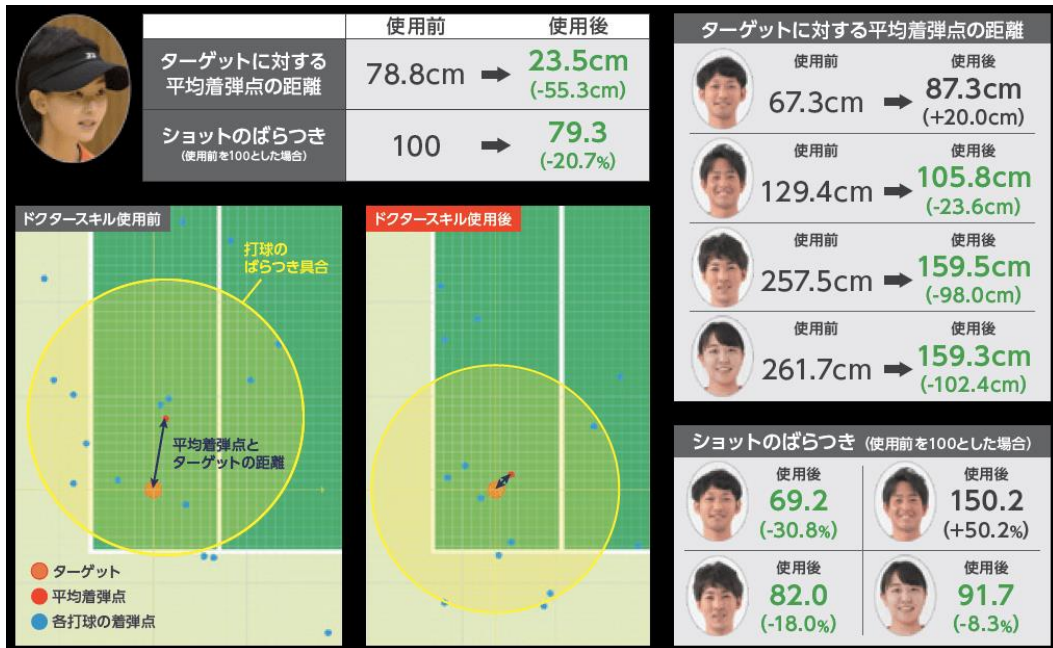 使用前 使用後
ターゲットに対する
平均着弾点の距離
78.8cm ➡ 23.5cm
(-55.3cm)
ショットのばらつき
(使用前を100とした場合)
100 ➡ 79.3
(-20.7%)
ドクタースキル使用前
打球の
ばらつき具合
平均着弾点と
ターゲットの距離
ターゲット
平均着弾点
各打球の着弾点
ドクタースキル使用後
ターゲットに対する平均着弾点の距離
使用前 使用後
67.3cm ➡ 87.3cm
(+20.0cm)
使用前 使用後
129.4cm ➡ 105.8cm
(-23.6cm)
使用前 使用後
257.5cm ➡ 159.5cm
(-98.0cm)
使用前 使用後
261.7cm ➡ 159.3cm
(-102.4cm)
ショットのばらつき (使用前を100とした場合)
使用後
69.2
(-30.8%)
使用後
150.2
(+50.2%)
使用後
82.0
(-18.0%)
使用後
91.7
(-8.3%)